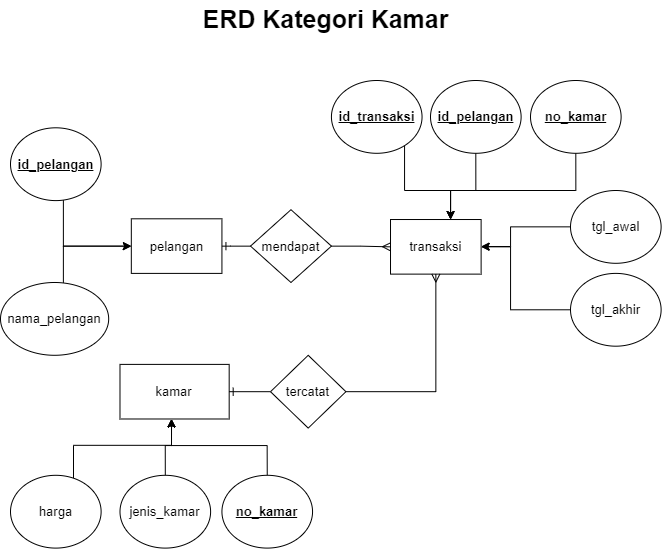 ERD Kategori Kamar
id_transaksi
id_pelangan
no_kamar
id_pelangan
pelangan
mendapat
transaksi
tgl_awal
nama_pelangan
tgl_akhir
kamar
tercatat
harga
jenis_kamar
no_kamar